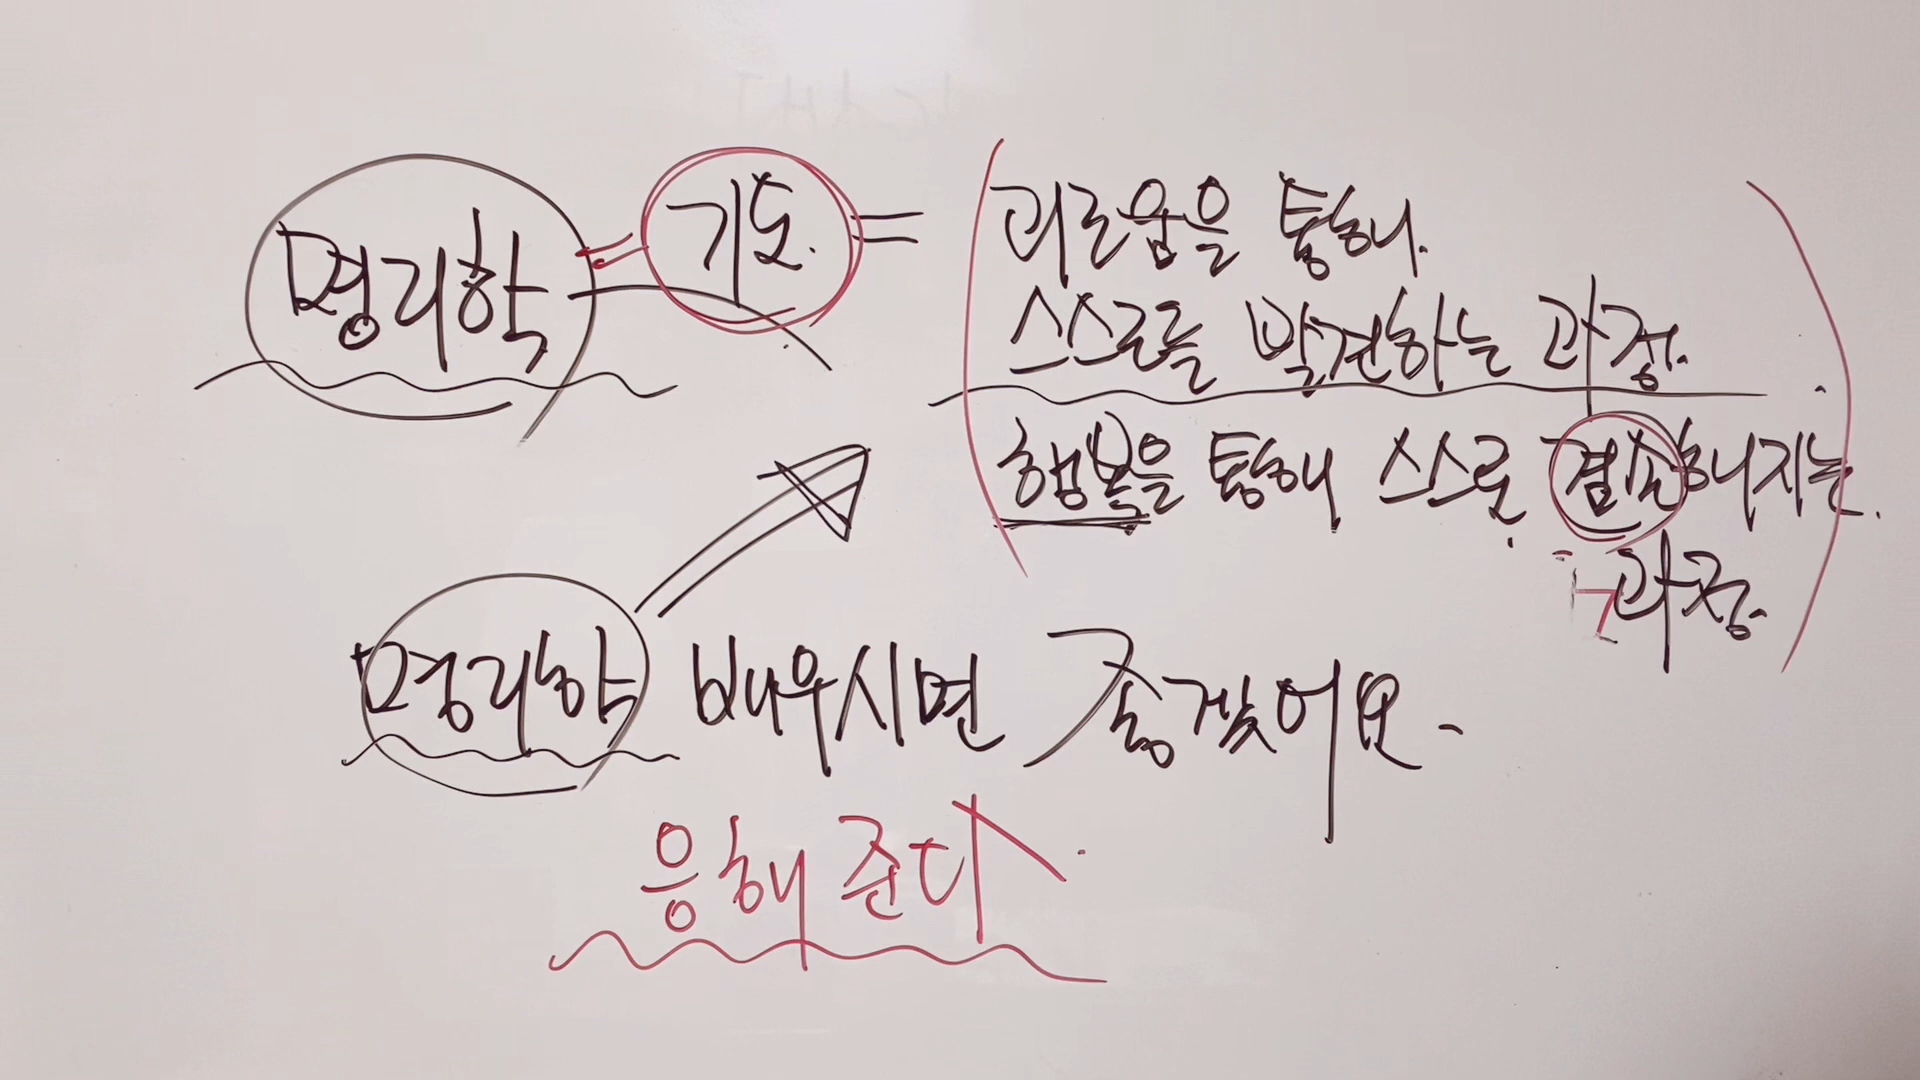 명리학 = 기도. = 괴로움을 통해.
스스로를 발견하는 과정.
행복을 통해 스스로 겸손해지는.
과정.
명리학 배우시면 좋겠어요.
응해 준다.